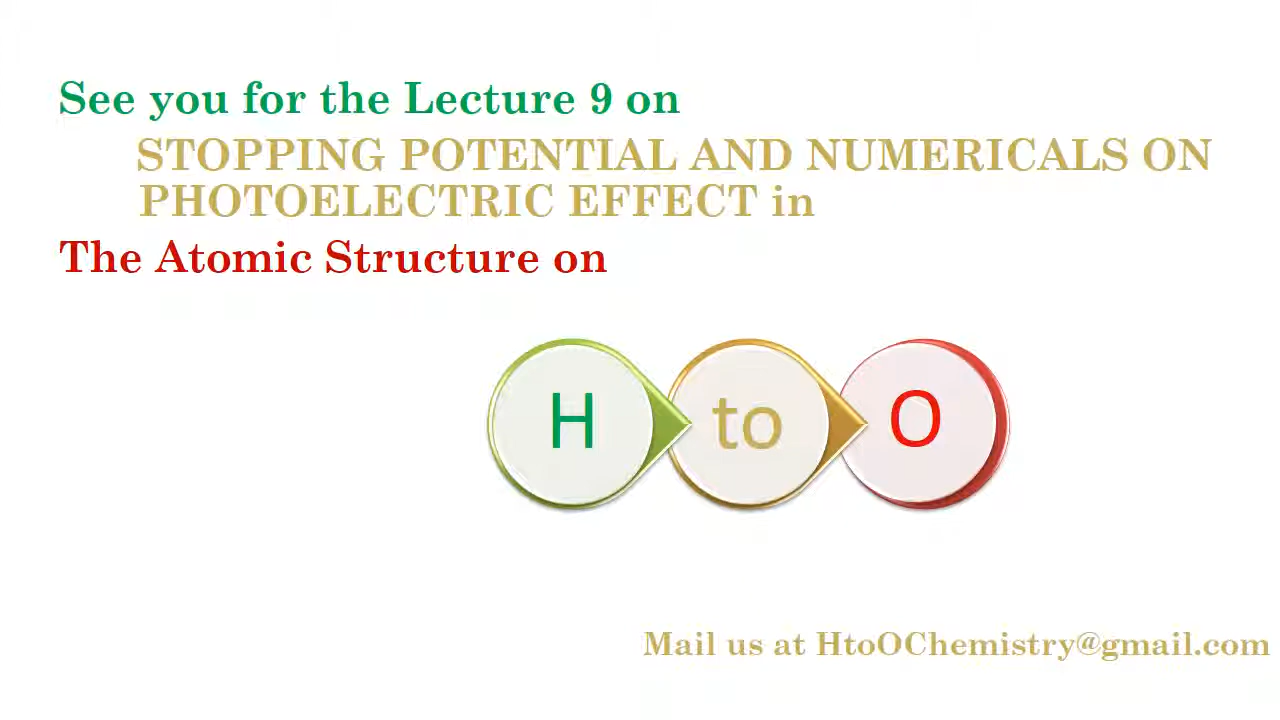 See you for the Lecture 9 on
STOPPING POTENTIAL AND NUMERICALS ON
PHOTOELECTRIC EFFECT in
The Atomic Structure on
H to O
Mail us at HtoOChemistry@gmail.com